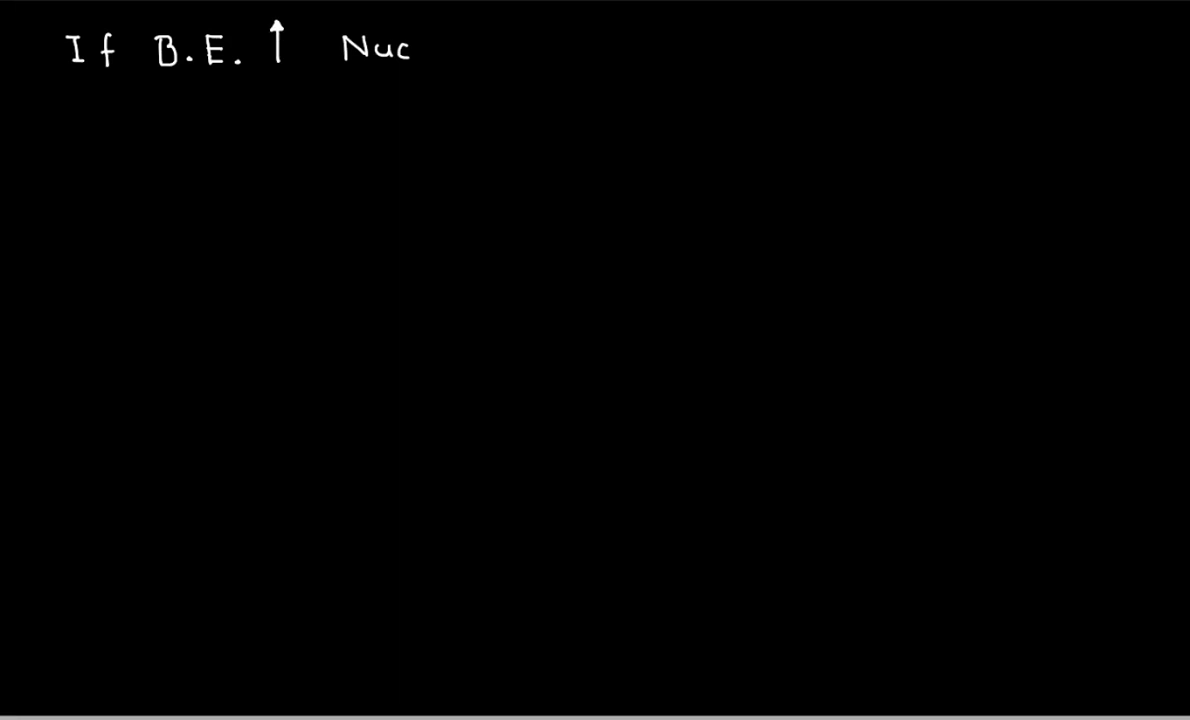 If B.E. ↑ Nuc